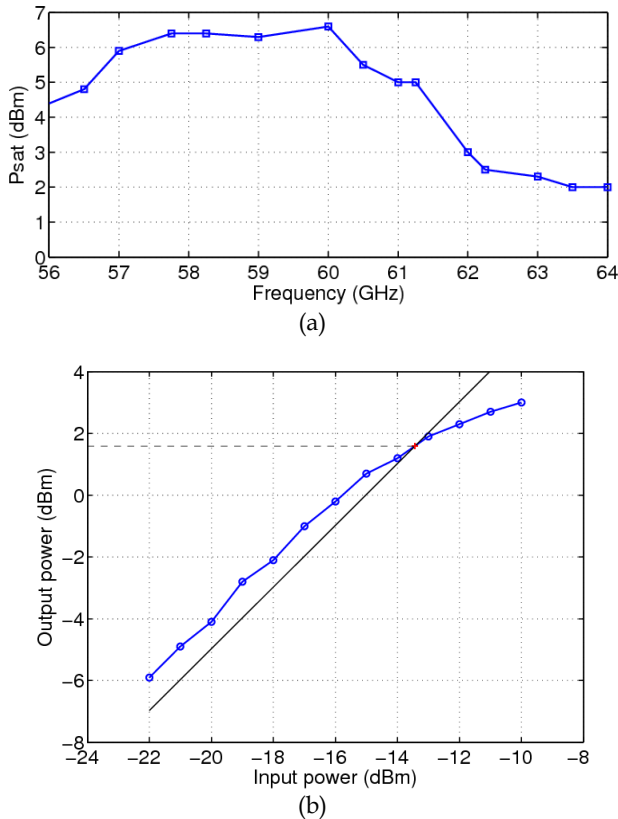 7
6
5
4
3
2
1
0
Psat (dBm)
56 57 58 59 60 61 62 63 64
Frequency (GHz)
(a)
4
2
0
−2
−4
−6
−8
Output power (dBm)
−24 −22 −20 −18 −16 −14 −12 −10 −8
Input power (dBm)
(b)